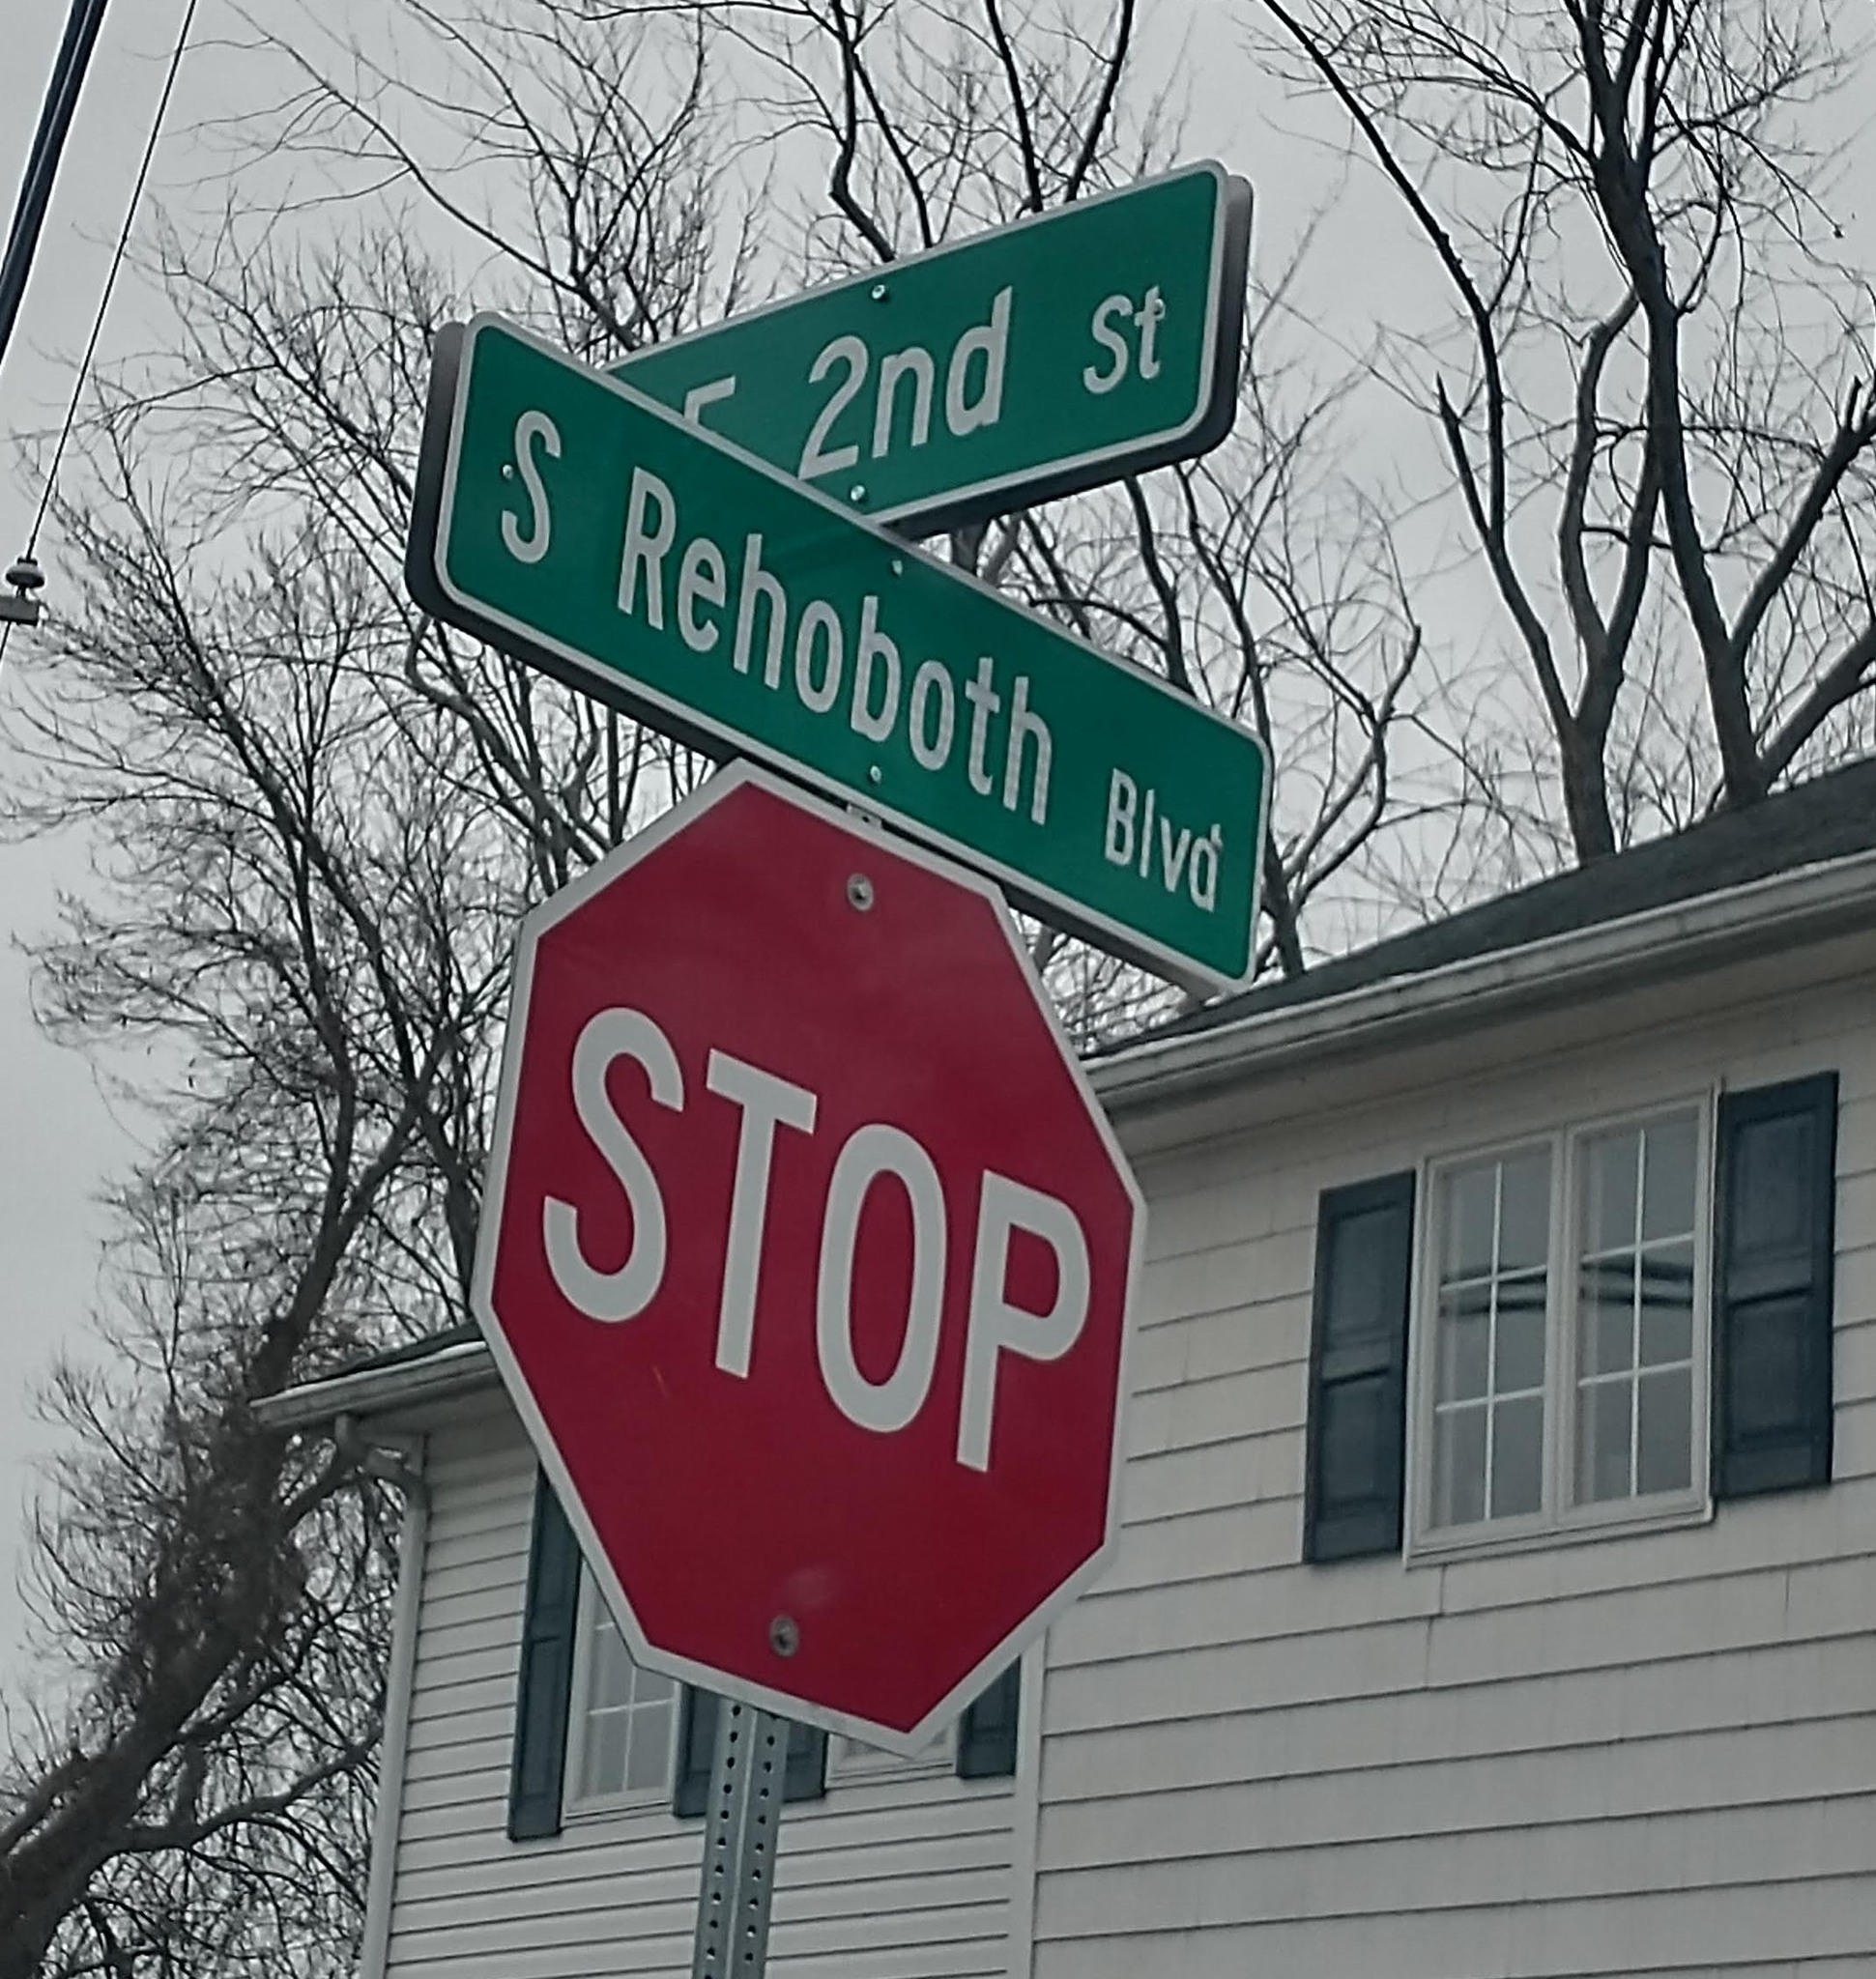 E 2nd St
S Rehoboth Blvd
STOP